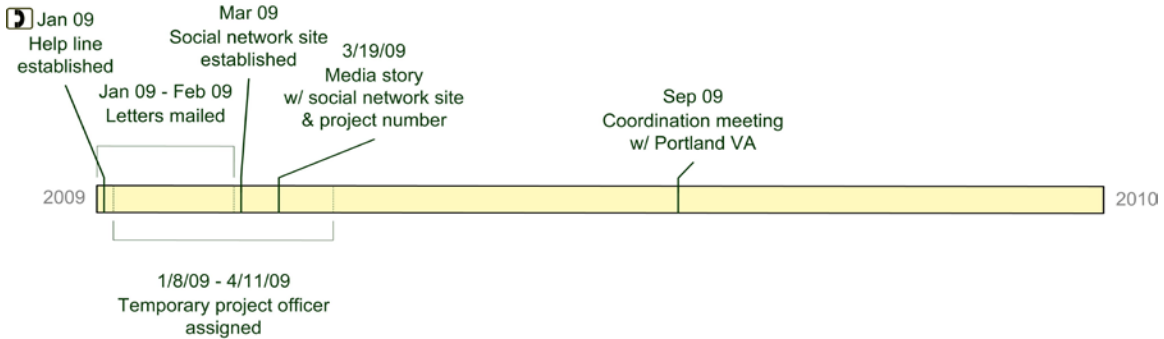 Jan 09
Help line
established
Jan 09 - Feb 09
Letters mailed
Mar 09
Social network site
established
3/19/09
Media story
w/ social network site
& project number
Sep 09
Coordination meeting
w/ Portland VA
2009
2010
1/8/09 - 4/11/09
Temporary project officer
assigned